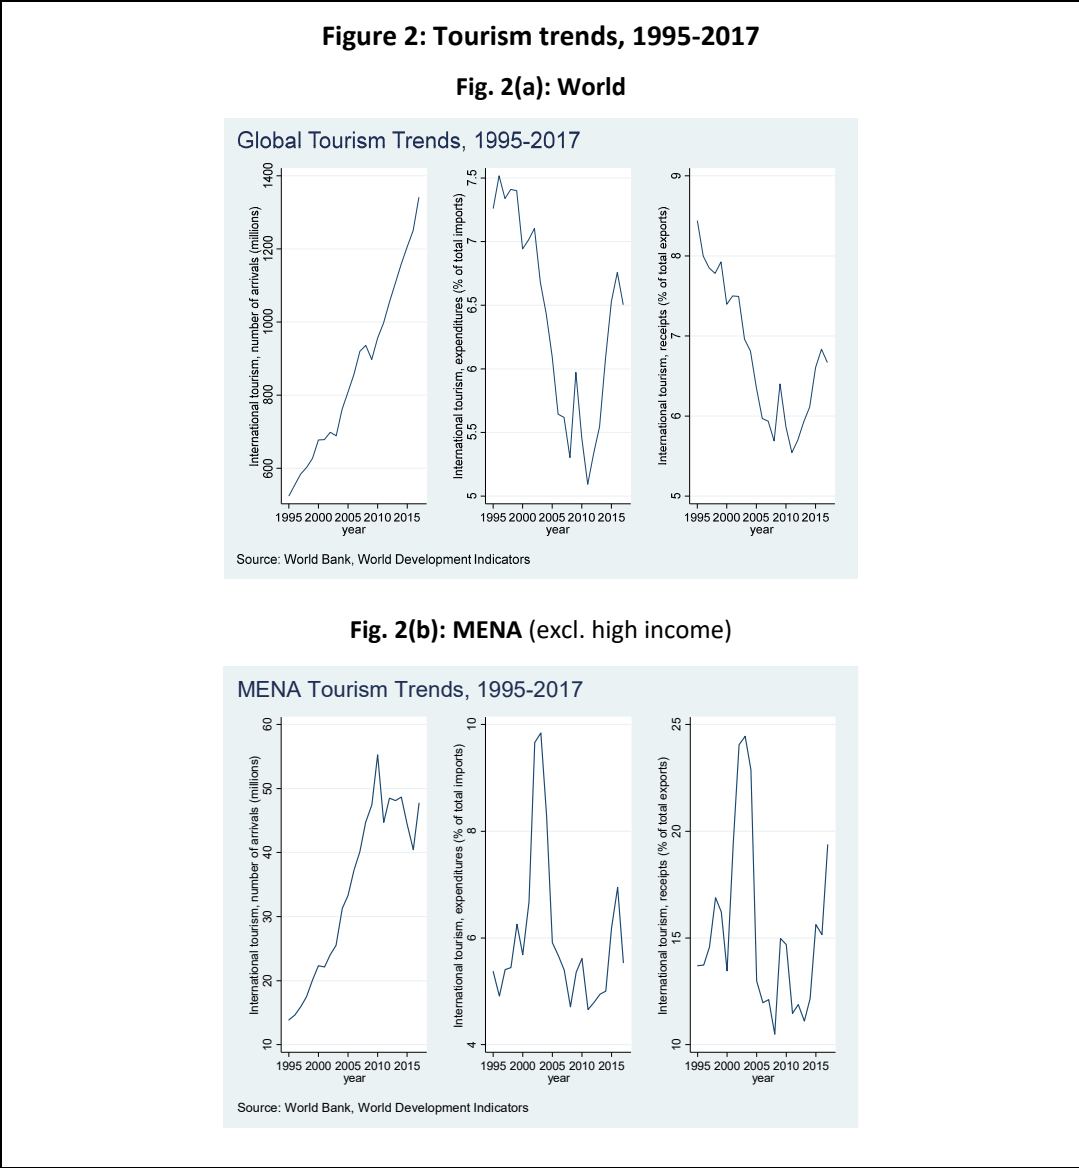 Figure 2: Tourism trends, 1995-2017
Fig. 2(a): World
Global Tourism Trends, 1995-2017
International tourism, number of arrivals (millions)
1400
1200
1000
800
600
1995 2000 2005 2010 2015
year
International tourism, expenditures (% of total imports)
7.5
7
6.5
6
5.5
5
1995 2000 2005 2010 2015
year
International tourism, receipts (% of total exports)
9
8
7
6
5
1995 2000 2005 2010 2015
year
Source: World Bank, World Development Indicators
Fig. 2(b): MENA (excl. high income)
MENA Tourism Trends, 1995-2017
International tourism, number of arrivals (millions)
60
50
40
30
20
10
1995 2000 2005 2010 2015
year
International tourism, expenditures (% of total imports)
10
8
6
4
1995 2000 2005 2010 2015
year
International tourism, receipts (% of total exports)
25
20
15
10
1995 2000 2005 2010 2015
year
Source: World Bank, World Development Indicators